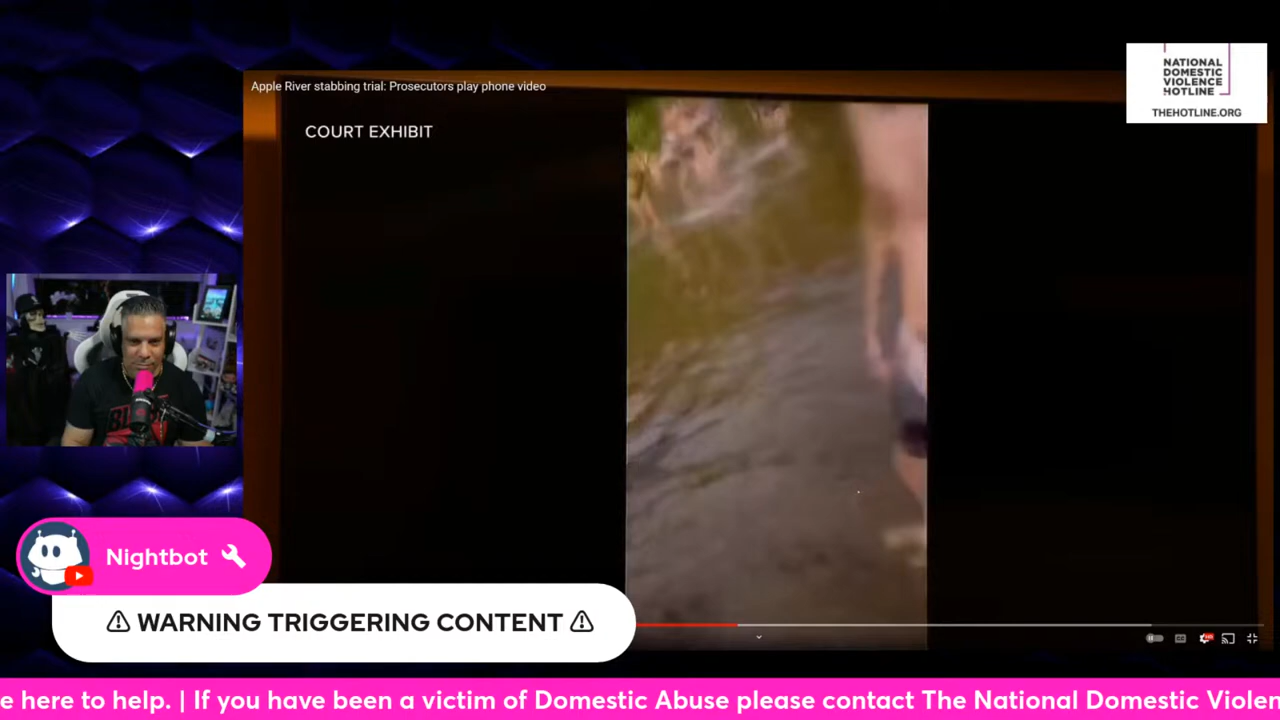 Apple River stabbing trial: Prosecutors play phone video
COURT EXHIBIT
NATIONAL
DOMESTIC
VIOLENCE
HOTLINE
THEHOTLINE.ORG
Nightbot
⚠ WARNING TRIGGERING CONTENT ⚠
e here to help. | If you have been a victim of Domestic Abuse please contact The National Domestic Violen